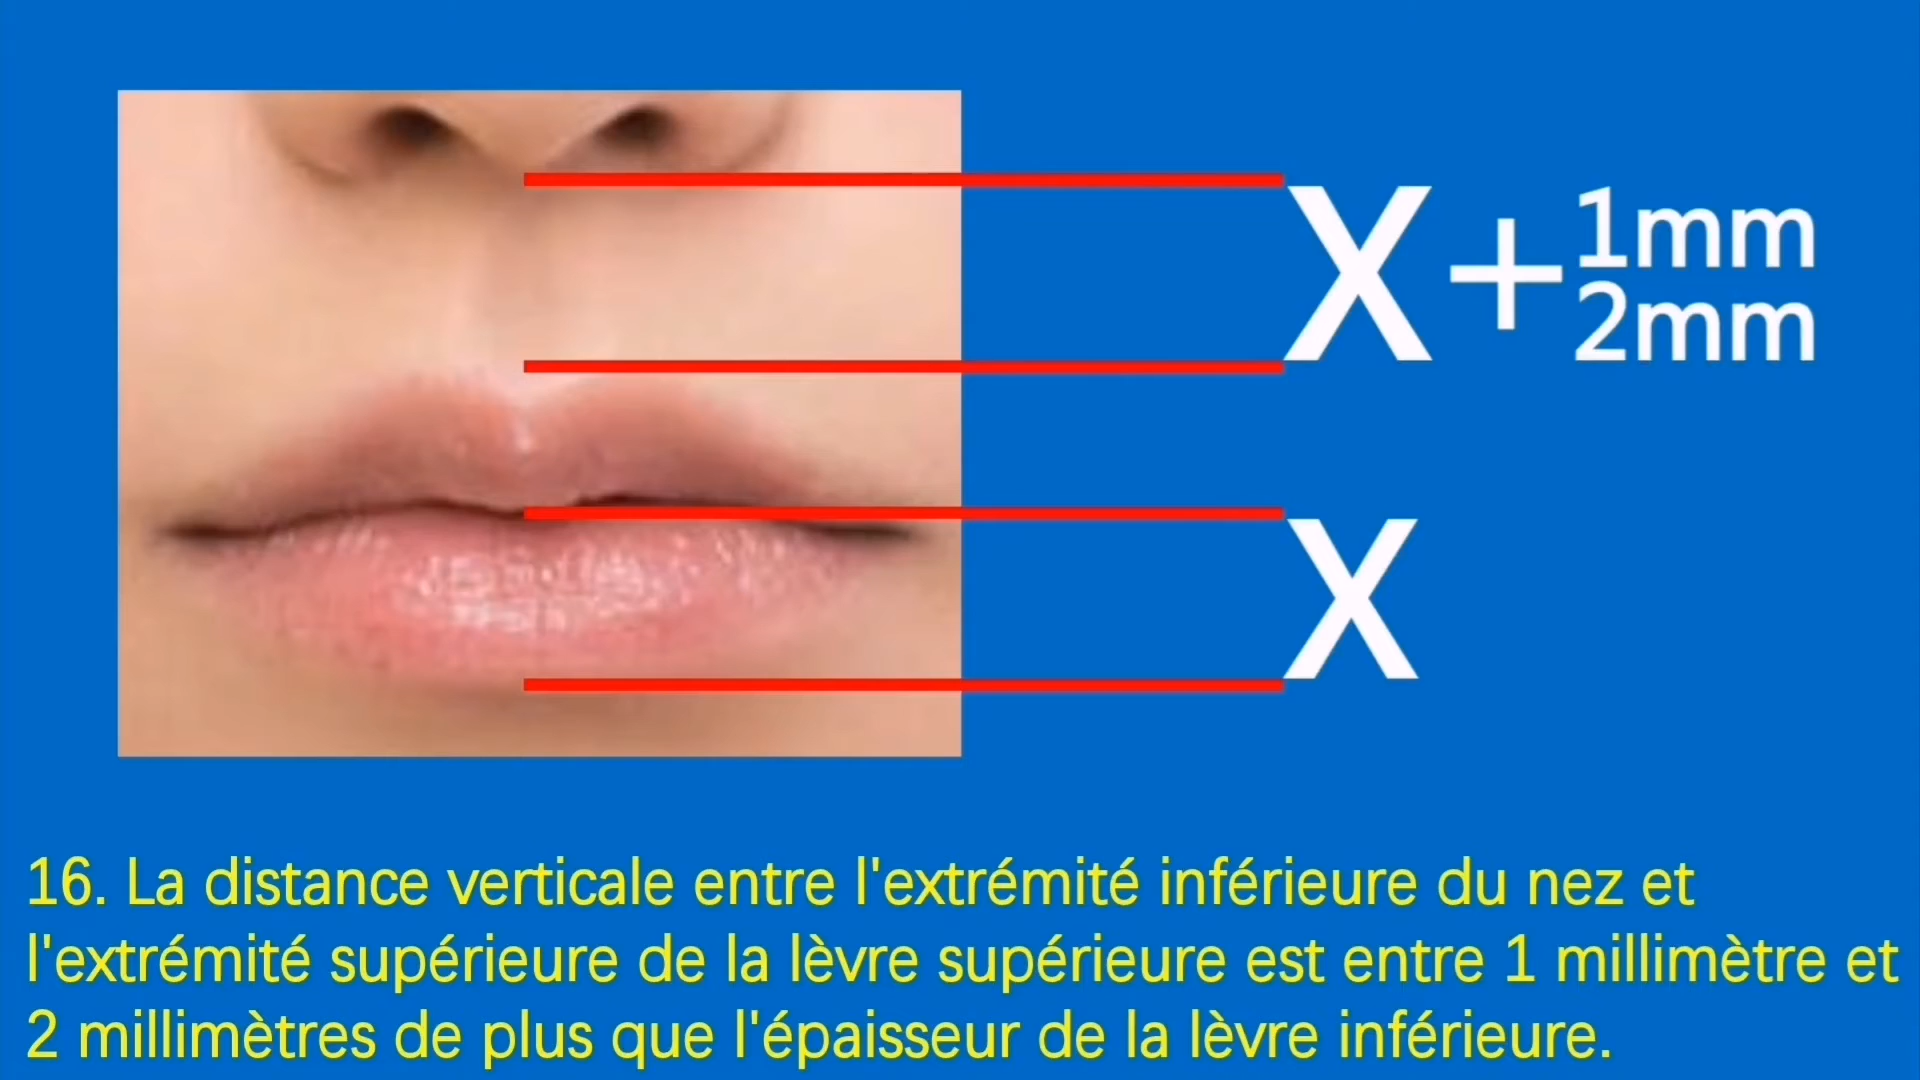 X + 1mm
2mm
X
16. La distance verticale entre l'extrémité inférieure du nez et
l'extrémité supérieure de la lèvre supérieure est entre 1 millimètre et
2 millimètres de plus que l'épaisseur de la lèvre inférieure.